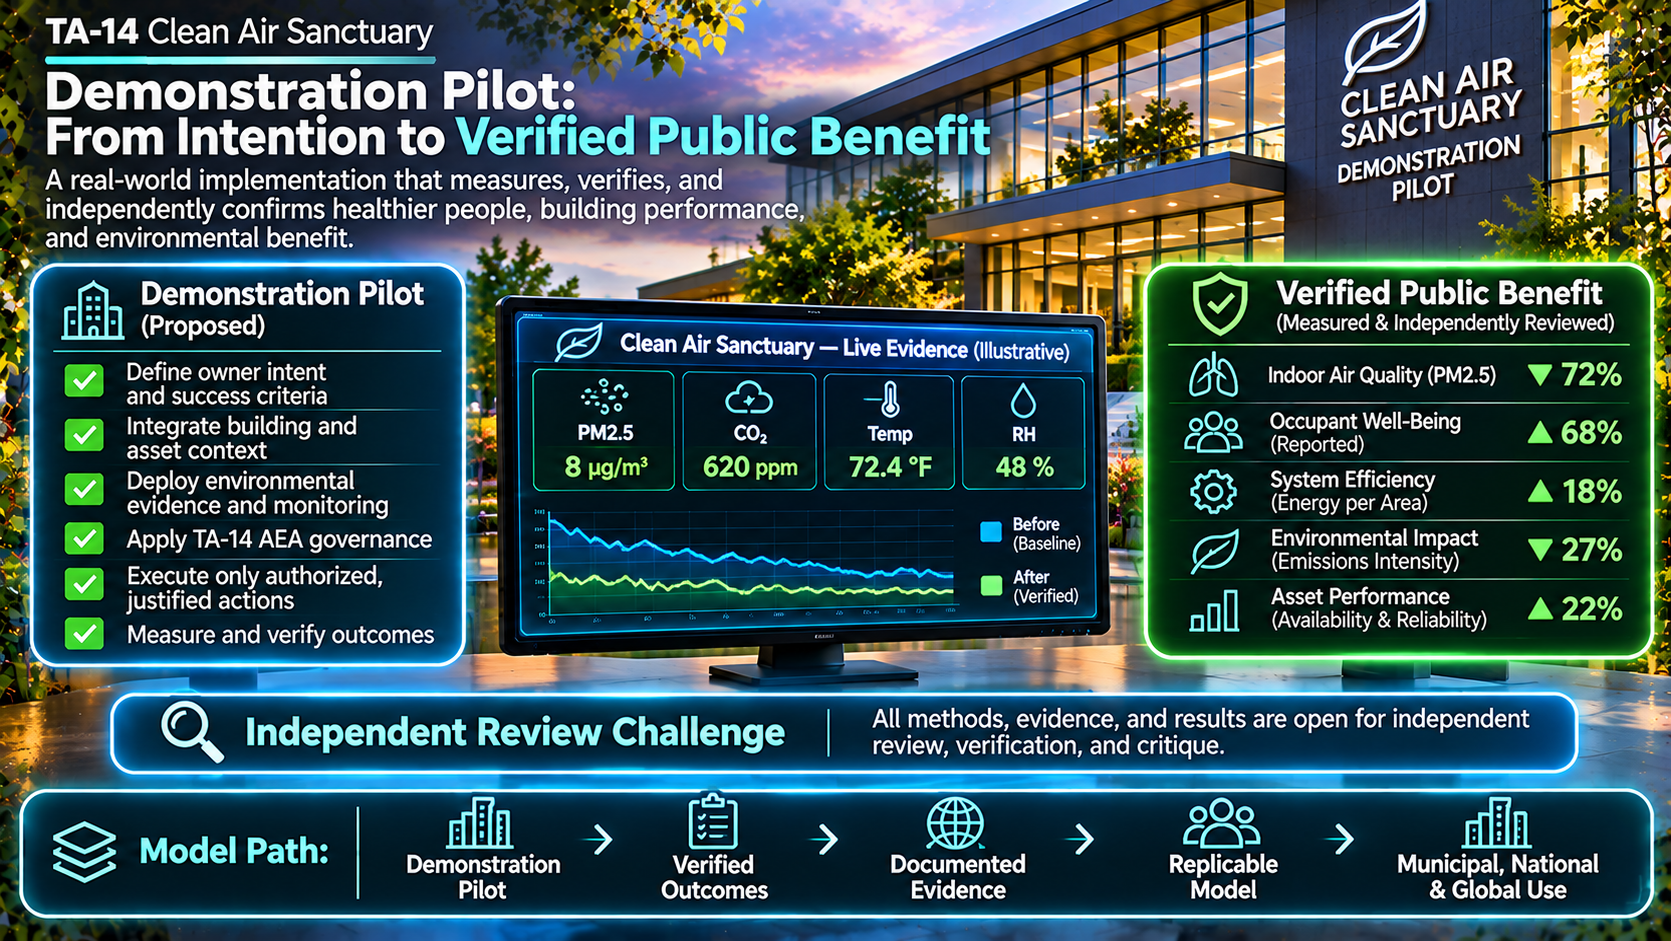 TA-14 Clean Air Sanctuary
Demonstration Pilot:
From Intention to Verified Public Benefit
A real-world implementation that measures, verifies, and
independently confirms healthier people, building performance,
and environmental benefit.
CLEAN AIR
SANCTUARY
DEMONSTRATION
PILOT
Demonstration Pilot
(Proposed)
Define owner intent
and success criteria
Integrate building and
asset context
Deploy environmental
evidence and monitoring
Apply TA-14 AEA governance
Execute only authorized,
justified actions
Measure and verify outcomes
Clean Air Sanctuary — Live Evidence (Illustrative)
PM2.5
8 µg/m³
CO₂
620 ppm
Temp
72.4 °F
RH
48 %
Before
(Baseline)
After
(Verified)
Verified Public Benefit
(Measured & Independently Reviewed)
Indoor Air Quality (PM2.5) ▼ 72%
Occupant Well-Being
(Reported)
▲ 68%
System Efficiency
(Energy per Area)
▲ 18%
Environmental Impact
(Emissions Intensity)
▼ 27%
Asset Performance
(Availability & Reliability)
▲ 22%
Independent Review Challenge
All methods, evidence, and results are open for independent
review, verification, and critique.
Model Path:
Demonstration
Pilot
Verified
Outcomes
Documented
Evidence
Replicable
Model
Municipal, National
& Global Use